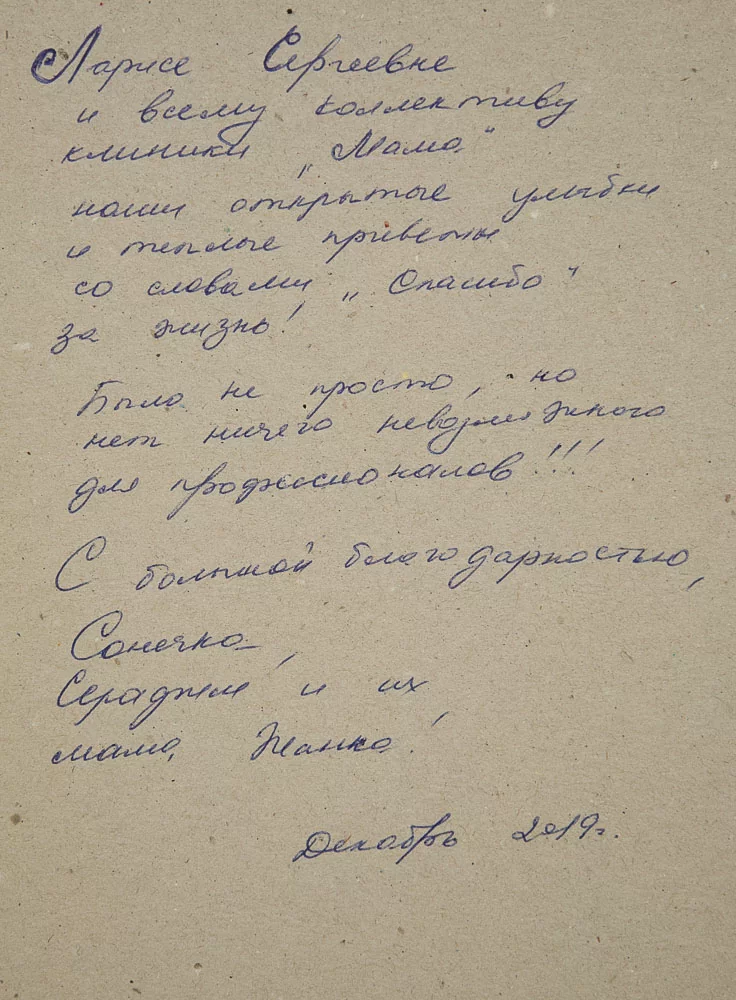 Ларисе Сергеевне
и всему коллективу
клиники „Мама"
наши открытые улыбки
и теплые приветы
со словами „Спасибо"
за жизнь!
Было не просто, но
нет ничего невозможного
для профессионалов!!!
С большой благодарностью,
Сонечка,
Серафим и их
мама Жанна!
Декабрь 2019г.